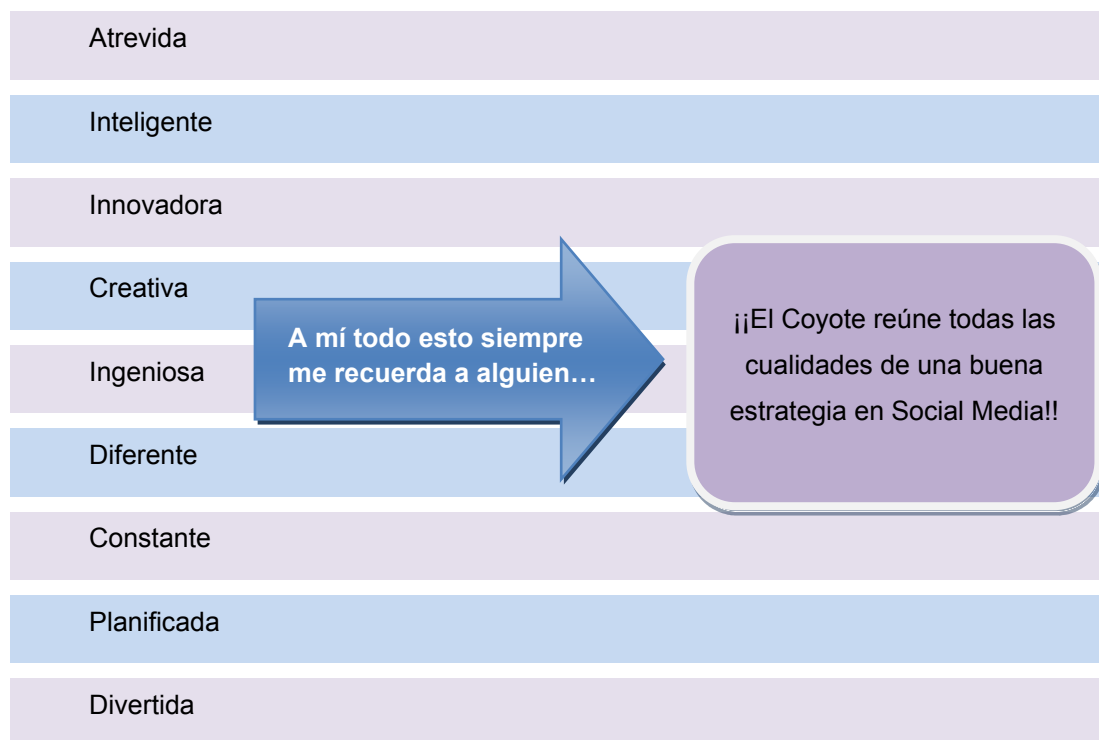 Atrevida
Inteligente
Innovadora
Creativa
Ingeniosa
Diferente
Constante
Planificada
Divertida
A mí todo esto siempre
me recuerda a alguien…
¡¡El Coyote reúne todas las
cualidades de una buena
estrategia en Social Media!!